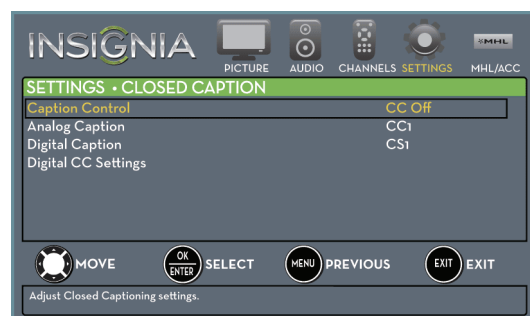 INSIGNIA
PICTURE AUDIO CHANNELS SETTINGS MHL MHL/ACC
SETTINGS • CLOSED CAPTION
Caption Control CC Off
Analog Caption CC1
Digital Caption CS1
Digital CC Settings
MOVE OK ENTER SELECT MENU PREVIOUS EXIT EXIT
Adjust Closed Captioning settings.